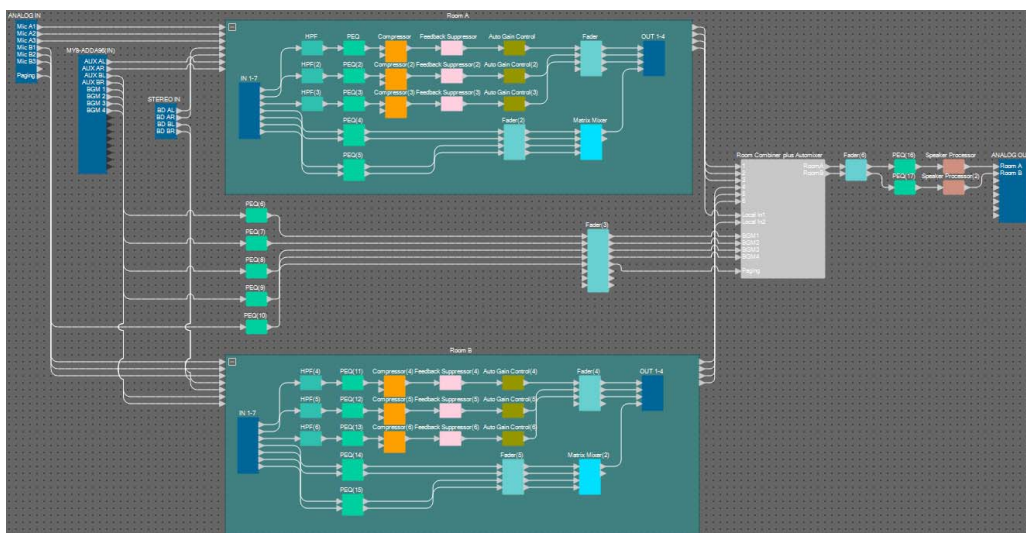 ANALOG IN
Mic A1
Mic A2
Mic A3
Mic B1
Mic B2
Mic B3
Paging
MY8-ADDA96(IN)
AUX AL
AUX AR
AUX BL
AUX BR
BGM 1
BGM 2
BGM 3
BGM 4
STEREO IN
BD AL
BD AR
BD BL
BD BR
Room A
IN 1-7
HPF
PEQ
Compressor
Feedback Suppressor
Auto Gain Control
Fader
OUT 1-4
HPF(2)
PEQ(2)
Compressor(2)
Feedback Suppressor(2)
Auto Gain Control(2)
HPF(3)
PEQ(3)
Compressor(3)
Feedback Suppressor(3)
Auto Gain Control(3)
PEQ(4)
Fader(2)
Matrix Mixer
PEQ(5)
PEQ(6)
PEQ(7)
PEQ(8)
PEQ(9)
PEQ(10)
Fader(3)
Room Combiner plus Automixer
1
2
3
4
5
6
Local In1
Local In2
BGM1
BGM2
BGM3
BGM4
Paging
RoomA
RoomB
Fader(6)
PEQ(16)
Speaker Processor
PEQ(17)
Speaker Processor(2)
ANALOG OU
Room A
Room B
Room B
IN 1-7
HPF(4)
PEQ(11)
Compressor(4)
Feedback Suppressor(4)
Auto Gain Control(4)
Fader(4)
OUT 1-4
HPF(5)
PEQ(12)
Compressor(5)
Feedback Suppressor(5)
Auto Gain Control(5)
HPF(6)
PEQ(13)
Compressor(6)
Feedback Suppressor(6)
Auto Gain Control(6)
PEQ(14)
Fader(5)
Matrix Mixer(2)
PEQ(15)